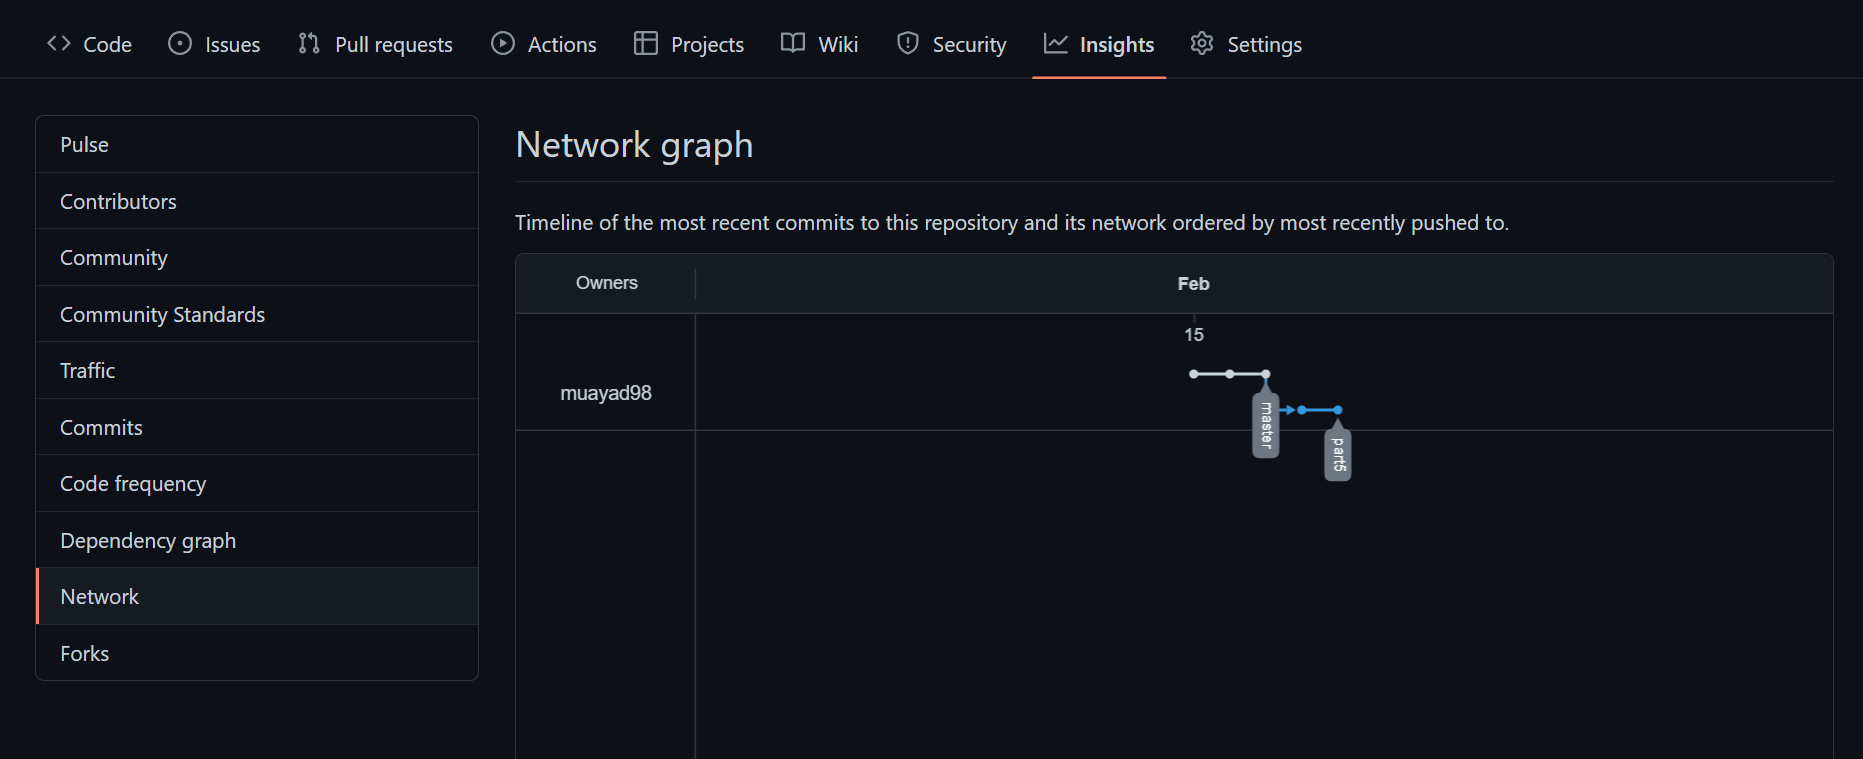 Code Issues Pull requests Actions Projects Wiki Security Insights Settings
Pulse
Contributors
Community
Community Standards
Traffic
Commits
Code frequency
Dependency graph
Network
Forks
Network graph
Timeline of the most recent commits to this repository and its network ordered by most recently pushed to.
Owners
Feb
15
muayad98
master
part5